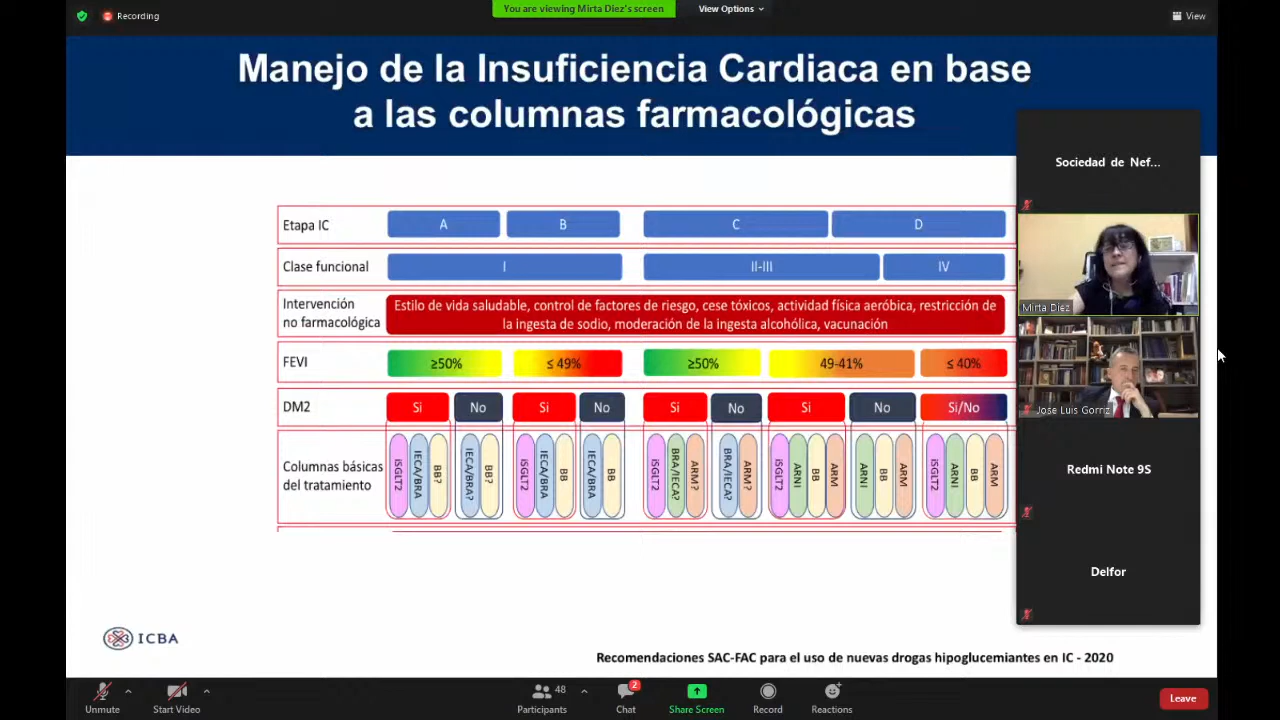 Recording
You are viewing Mirta Diez's screen
View Options
View
Manejo de la Insuficiencia Cardiaca en base
a las columnas farmacológicas
Sociedad de Nef...
Mirta Diez
Jose Luis Gorriz
Redmi Note 9S
Delfor
Etapa IC
A
B
C
D
Clase funcional
I
II-III
IV
Intervención
no farmacológica
Estilo de vida saludable, control de factores de riesgo, cese tóxicos, actividad física aeróbica, restricción de
la ingesta de sodio, moderación de la ingesta alcohólica, vacunación
FEVI
≥50%
≤ 49%
≥50%
49-41%
≤ 40%
DM2
Si
No
Si
No
Si
No
Si
No
Si/No
Columnas básicas
del tratamiento
iSGLT2
IECA/BRA
BB?
IECA/BRA?
BB?
iSGLT2
IECA/BRA
BB
IECA/BRA
BB
iSGLT2
BRA/IECA?
ARM?
BRA/IECA?
ARM?
iSGLT2
ARNI
BB
ARM
ARNI
BB
ARM
iSGLT2
ARNI
BB
ARM
ICBA
Recomendaciones SAC-FAC para el uso de nuevas drogas hipoglucemiantes en IC - 2020
Unmute
Start Video
Participants
48
Chat
2
Share Screen
Record
Reactions
Leave